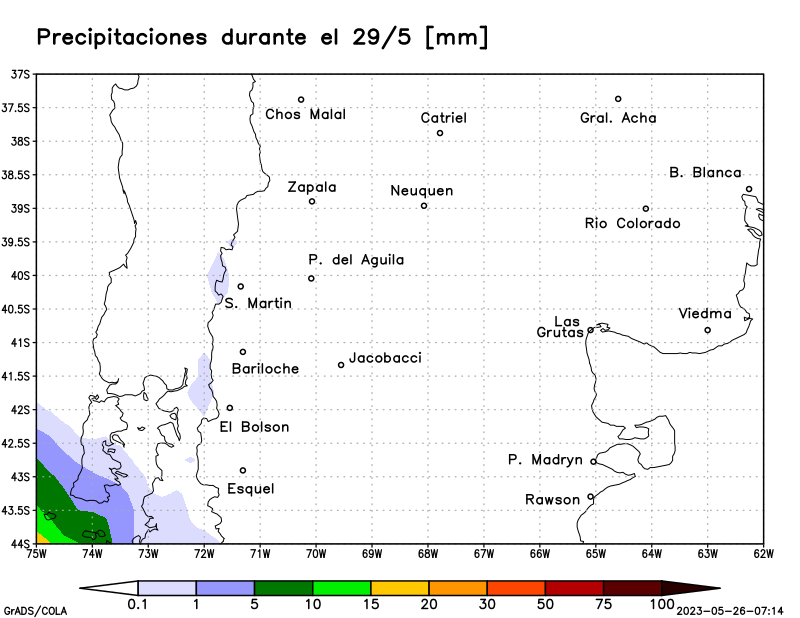 Precipitaciones durante el 29/5 [mm]
37S
37.5S
Chos Malal
Catriel
Gral. Acha
38S
38.5S
B. Blanca
Zapala
Neuquen
39S
Rio Colorado
39.5S
P. del Aguila
40S
S. Martin
40.5S
Viedma
Las
Grutas
41S
Jacobacci
Bariloche
41.5S
42S
El Bolson
42.5S
P. Madryn
43S
Esquel
Rawson
43.5S
44S
75W 74W 73W 72W 71W 70W 69W 68W 67W 66W 65W 64W 63W 62W
0.1 1 5 10 15 20 30 50 75 100
GrADS/COLA
2023-05-26-07:14